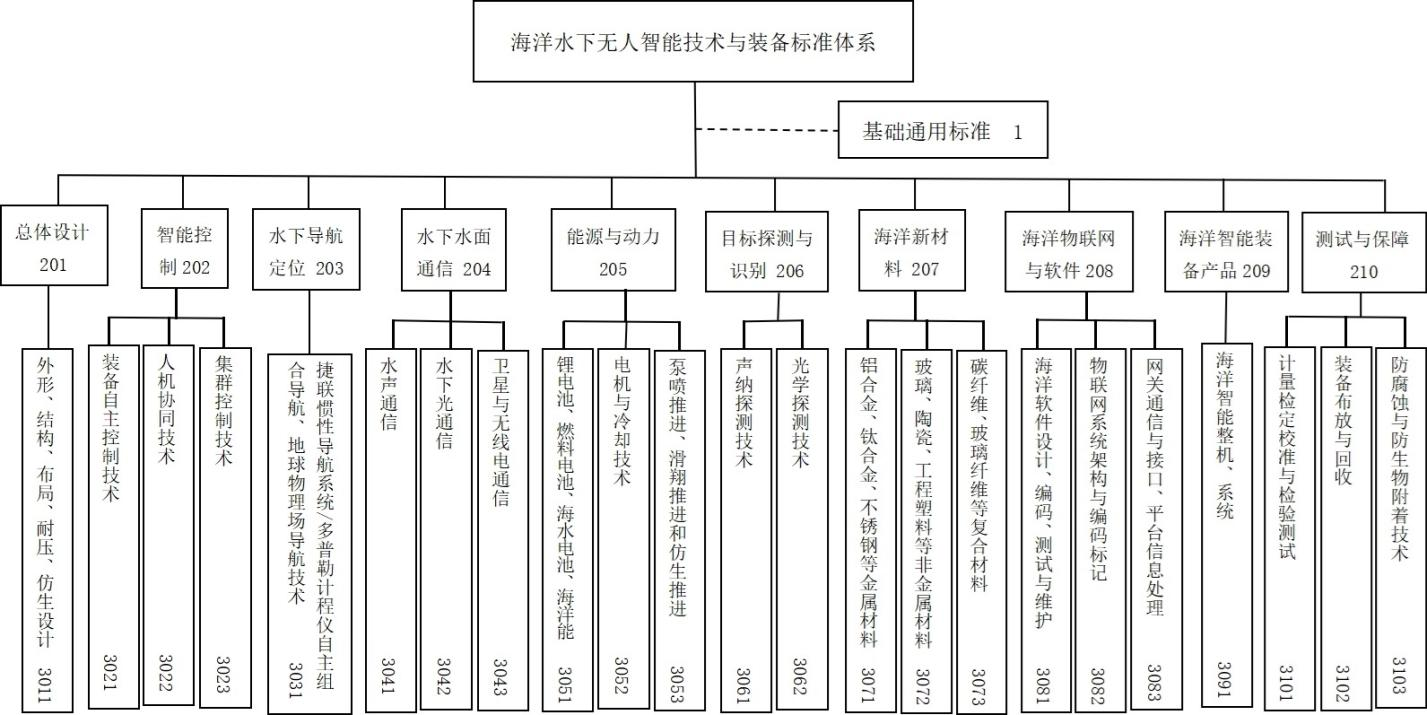 海洋水下无人智能技术与装备标准体系
基础通用标准 1
总体设计
201
智能控
制 202
水下导航
定位 203
水下水面
通信 204
能源与动力
205
目标探测与
识别 206
海洋新材
料 207
海洋物联网
与软件 208
海洋智能装
备产品 209
测试与保障
210
外形、结构、布局、耐压、仿生设计 3011
装备自主控制技术 3021
人机协同技术 3022
集群控制技术 3023
捷联惯性导航系统/多普勒计程仪自主组
合导航、地球物理场导航技术 3031
水声通信 3041
水下光通信 3042
卫星与无线电通信 3043
锂电池、燃料电池、海水电池、海洋能 3051
电机与冷却技术 3052
泵喷推进、滑翔推进和仿生推进 3053
声纳探测技术 3061
光学探测技术 3062
铝合金、钛合金、不锈钢等金属材料 3071
玻璃、陶瓷、工程塑料等非金属材料 3072
碳纤维、玻璃纤维等复合材料 3073
海洋软件设计、编码、测试与维护 3081
物联网系统架构与编码标记 3082
网关通信与接口、平台信息处理 3083
海洋智能整机、系统 3091
计量检定校准与检验测试 3101
装备布放与回收 3102
防腐蚀与防生物附着技术 3103